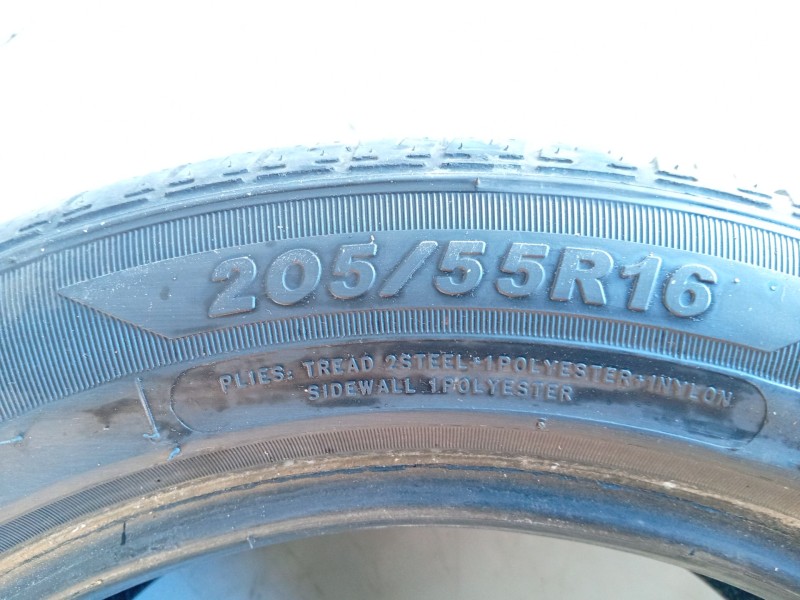 205/55R16
PLIES: TREAD 2STEEL+1POLYESTER+1NYLON
SIDEWALL 1POLYESTER